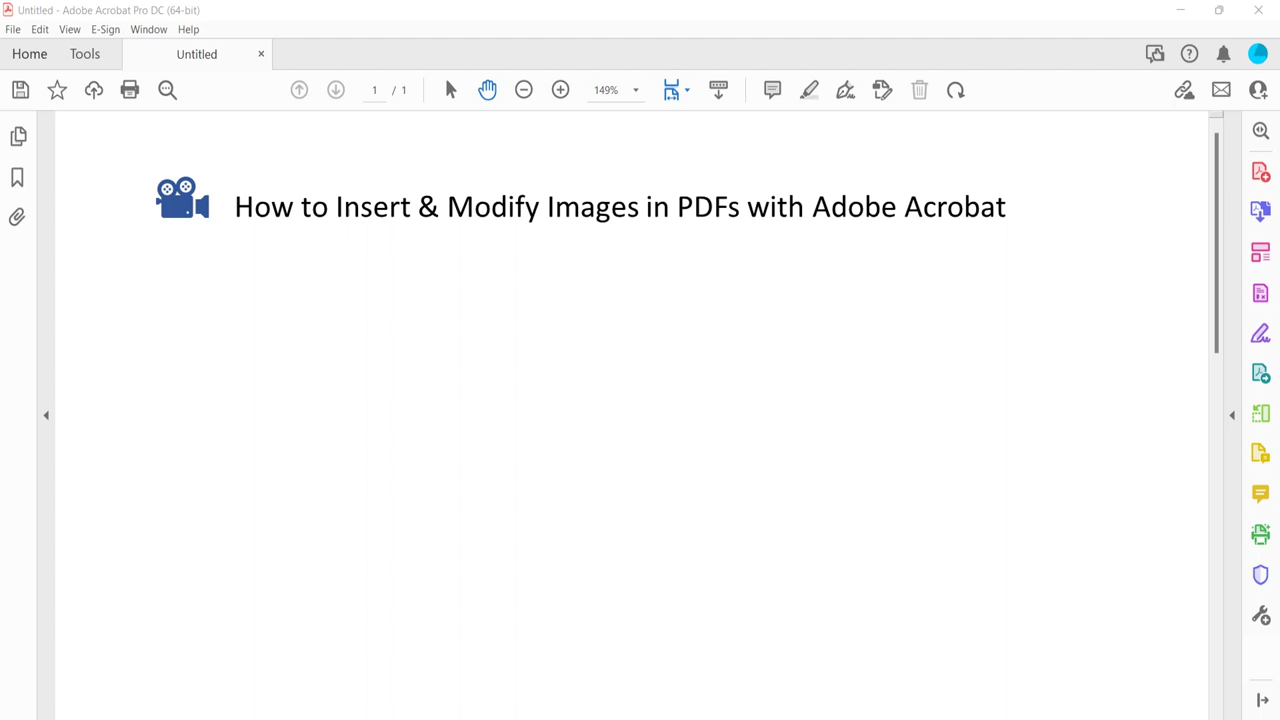 Untitled - Adobe Acrobat Pro DC (64-bit)
File Edit View E-Sign Window Help
Home Tools Untitled ×
1 / 1 149%
How to Insert & Modify Images in PDFs with Adobe Acrobat